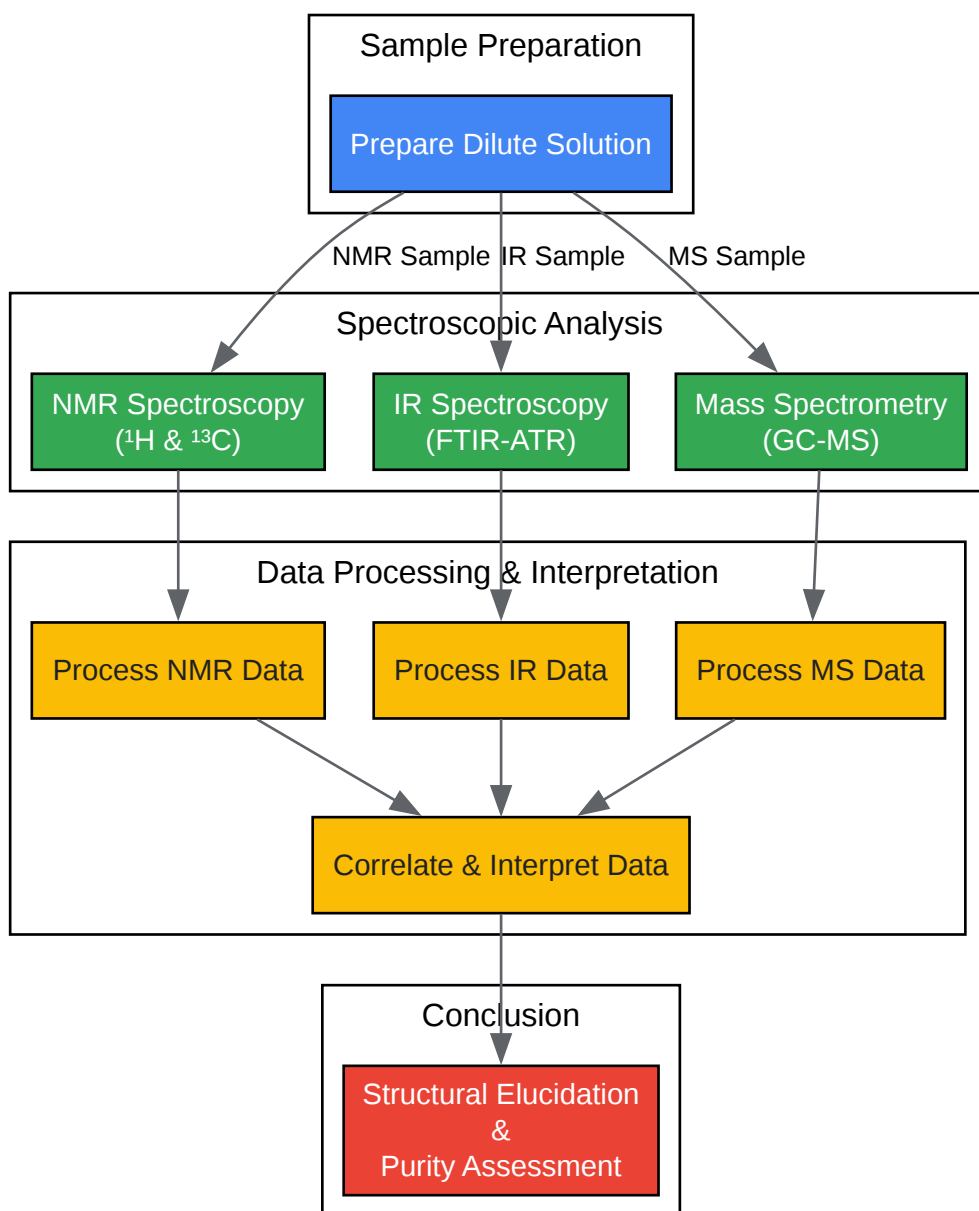 Sample Preparation
Prepare Dilute Solution
NMR Sample
IR Sample
MS Sample
Spectroscopic Analysis
NMR Spectroscopy
(¹H & ¹³C)
IR Spectroscopy
(FTIR-ATR)
Mass Spectrometry
(GC-MS)
Data Processing & Interpretation
Process NMR Data
Process IR Data
Process MS Data
Correlate & Interpret Data
Conclusion
Structural Elucidation
&
Purity Assessment